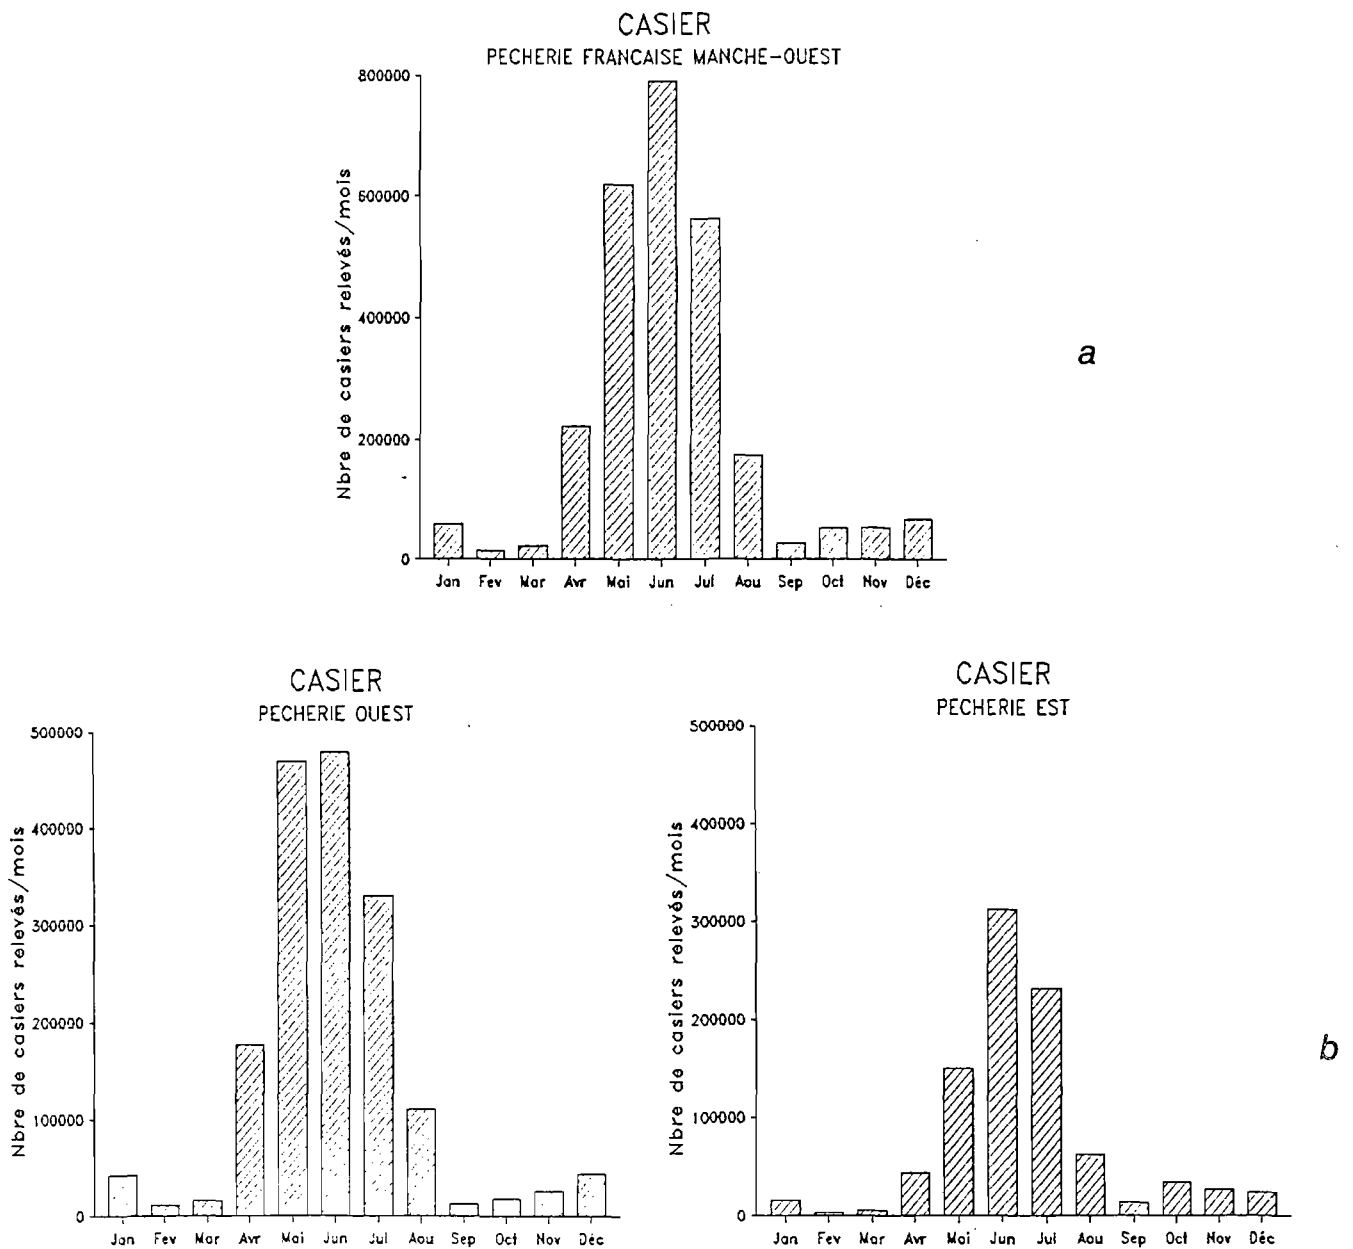 CASIER
PECHERIE FRANCAISE MANCHE-OUEST
Nbre de casiers relevés/mois
800000
600000
400000
200000
0
Jan Fev Mar Avr Mai Jun Jul Aou Sep Oct Nov Déc
a
CASIER
PECHERIE OUEST
Nbre de casiers relevés/mois
500000
400000
300000
200000
100000
0
Jan Fev Mar Avr Mai Jun Jul Aou Sep Oct Nov Déc
CASIER
PECHERIE EST
Nbre de casiers relevés/mois
500000
400000
300000
200000
100000
0
Jan Fev Mar Avr Mai Jun Jul Aou Sep Oct Nov Déc
b